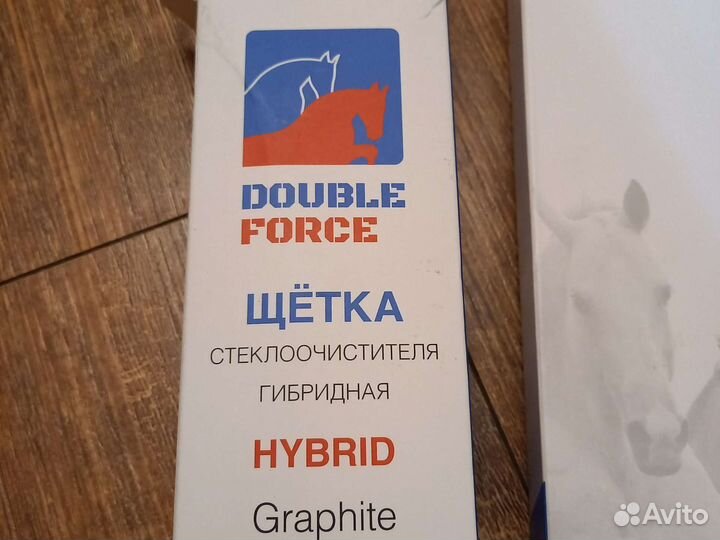 DOUBLE
FORCE
ЩЁТКА
СТЕКЛООЧИСТИТЕЛЯ
ГИБРИДНАЯ
HYBRID
Graphite
Avito